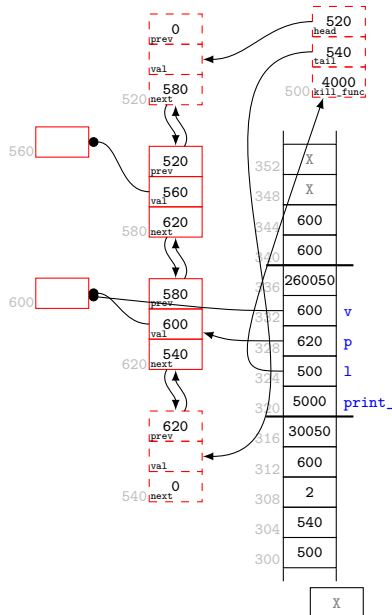 0
prev
val
580
520 next
560
520
prev
560
val
620
580 next
600
580
prev
600
val
540
620 next
620
prev
val
0
540 next
520
head
540
tail
4000
500 kill_func
352 X
348 X
344 600
340 600
336 260050
332 600 v
328 620 p
324 500 l
320 5000 print_
316 30050
312 600
308 2
304 540
300 500
X